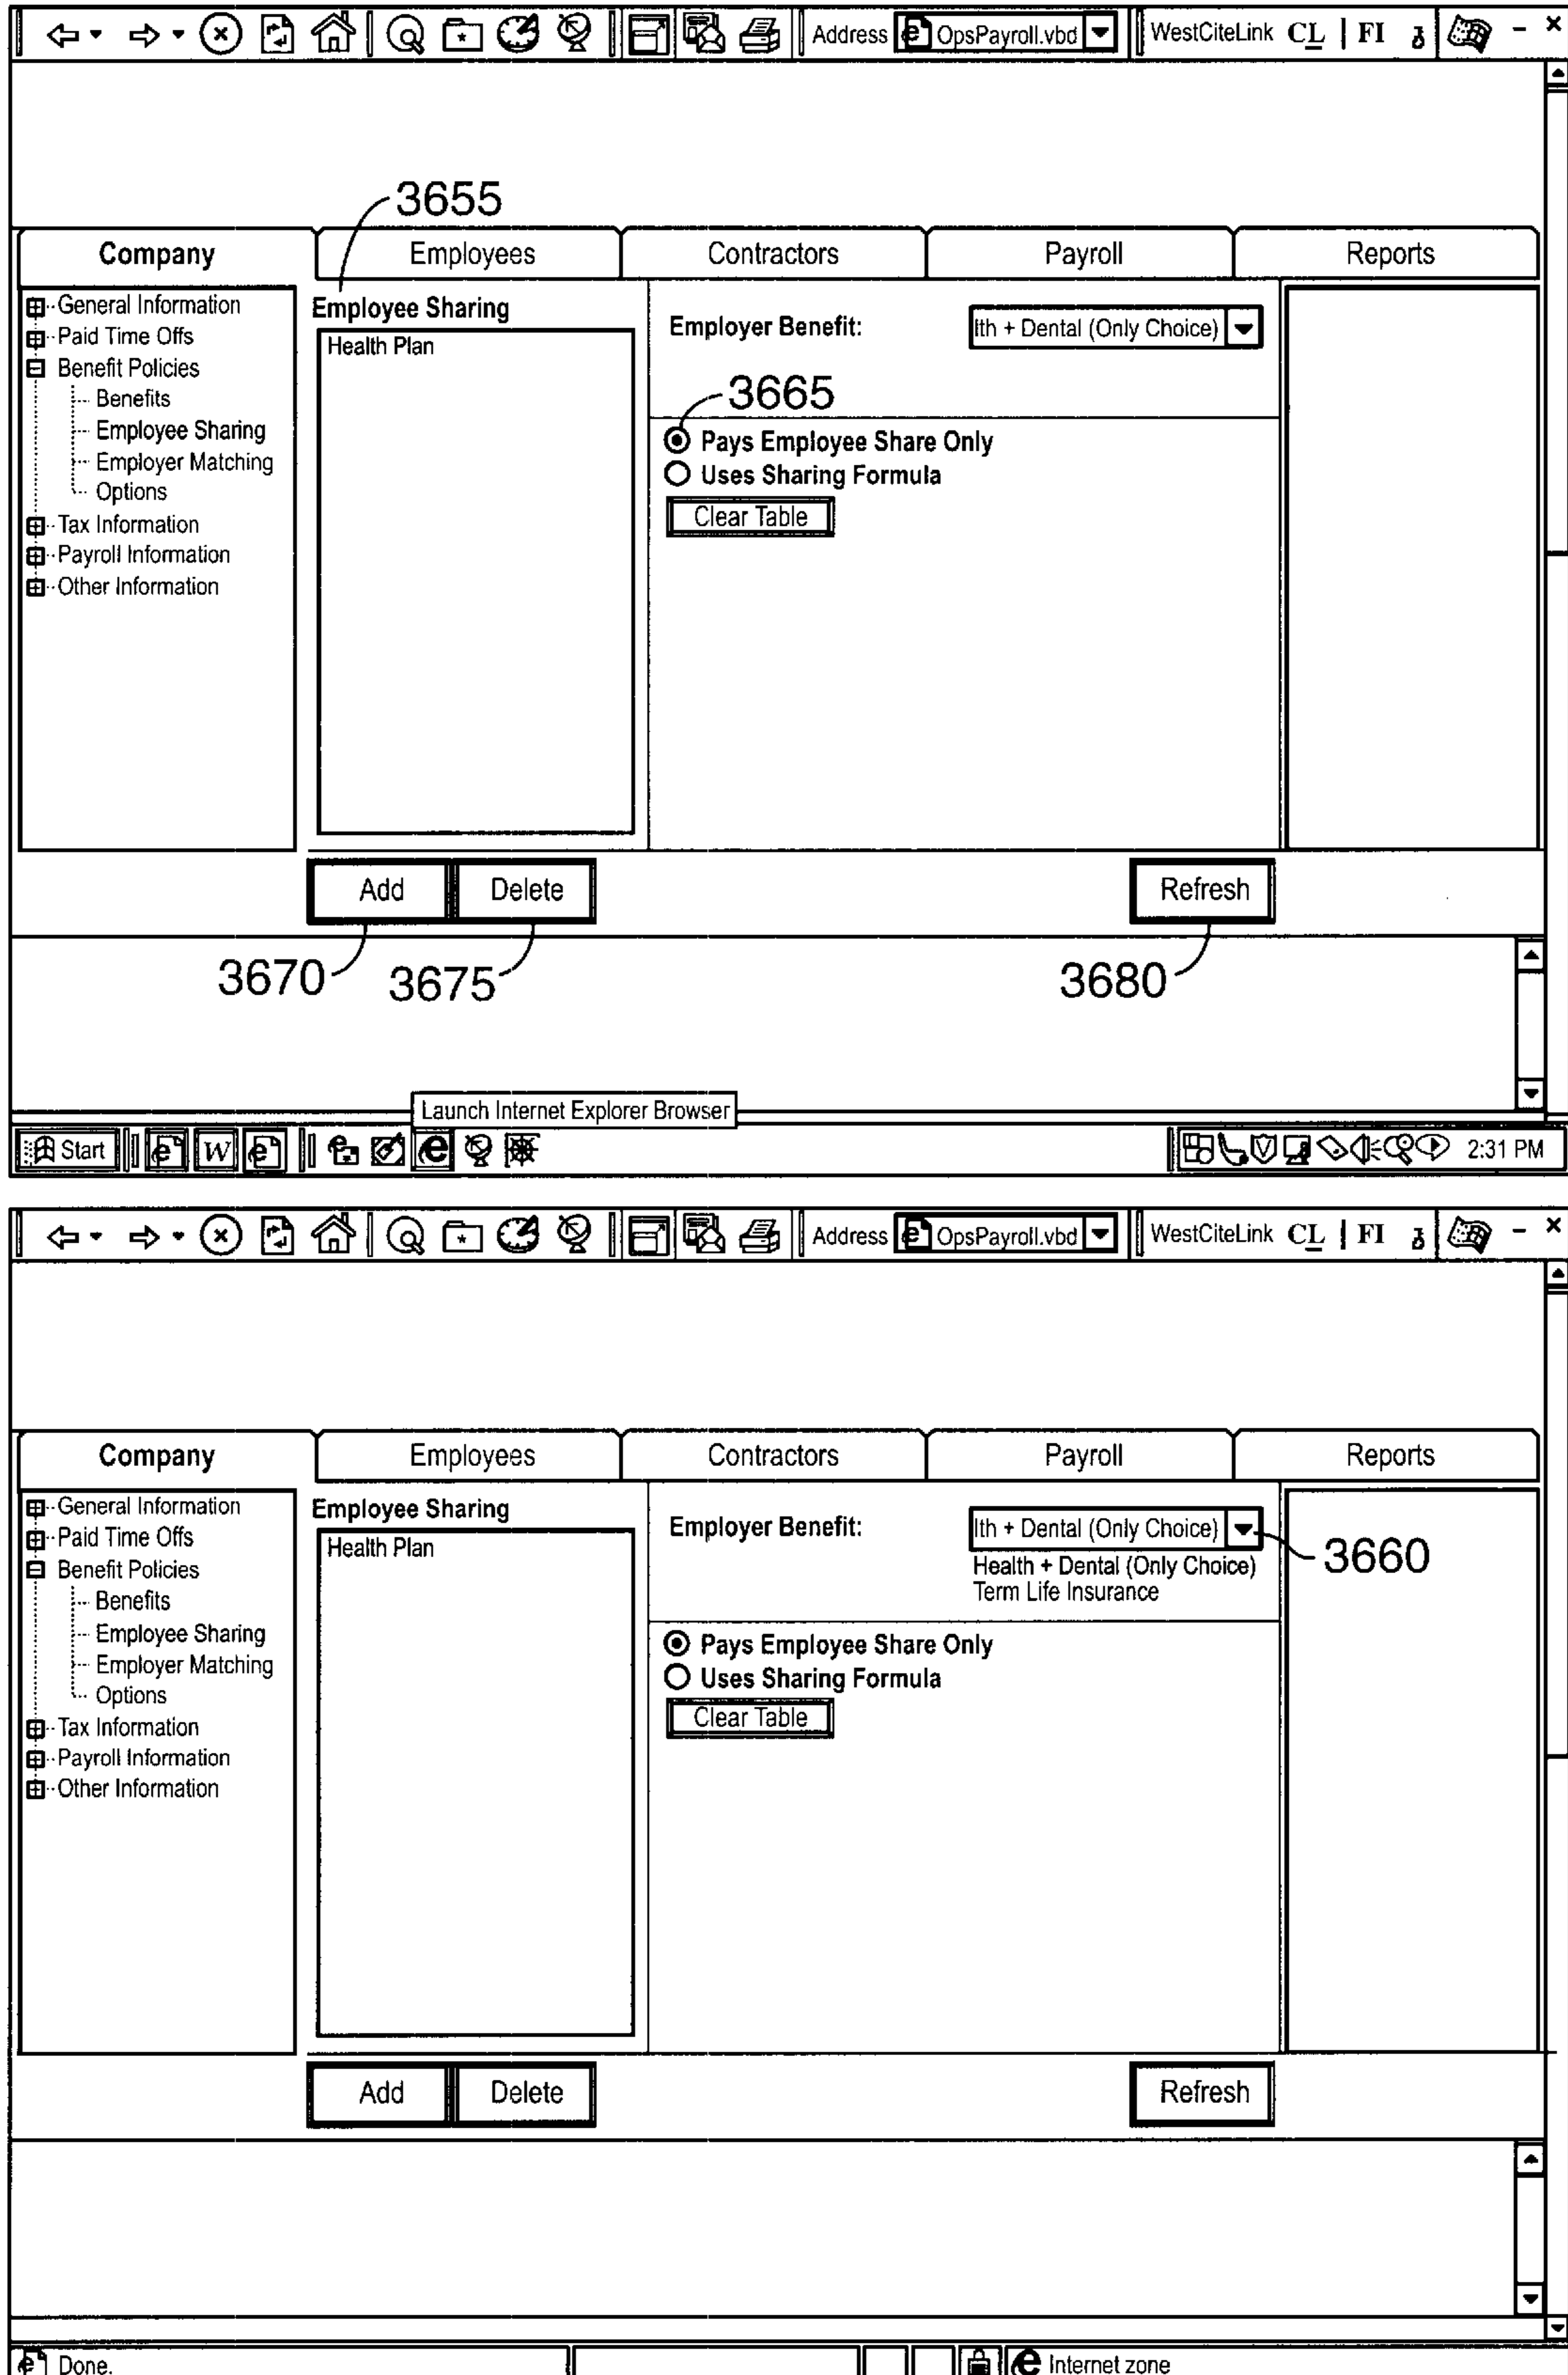 Address OpsPayroll.vbd WestCiteLink CL | FI
3655
Company Employees Contractors Payroll Reports
General Information
Paid Time Offs
Benefit Policies
Benefits
Employee Sharing
Employer Matching
Options
Tax Information
Payroll Information
Other Information
Employee Sharing
Health Plan
Employer Benefit: lth + Dental (Only Choice)
3665
Pays Employee Share Only
Uses Sharing Formula
Clear Table
Add Delete Refresh
3670 3675 3680
Launch Internet Explorer Browser
Start W 2:31 PM
Address OpsPayroll.vbd WestCiteLink CL | FI
Company Employees Contractors Payroll Reports
General Information
Paid Time Offs
Benefit Policies
Benefits
Employee Sharing
Employer Matching
Options
Tax Information
Payroll Information
Other Information
Employee Sharing
Health Plan
Employer Benefit: lth + Dental (Only Choice)
Health + Dental (Only Choice)
Term Life Insurance
3660
Pays Employee Share Only
Uses Sharing Formula
Clear Table
Add Delete Refresh
Done. Internet zone